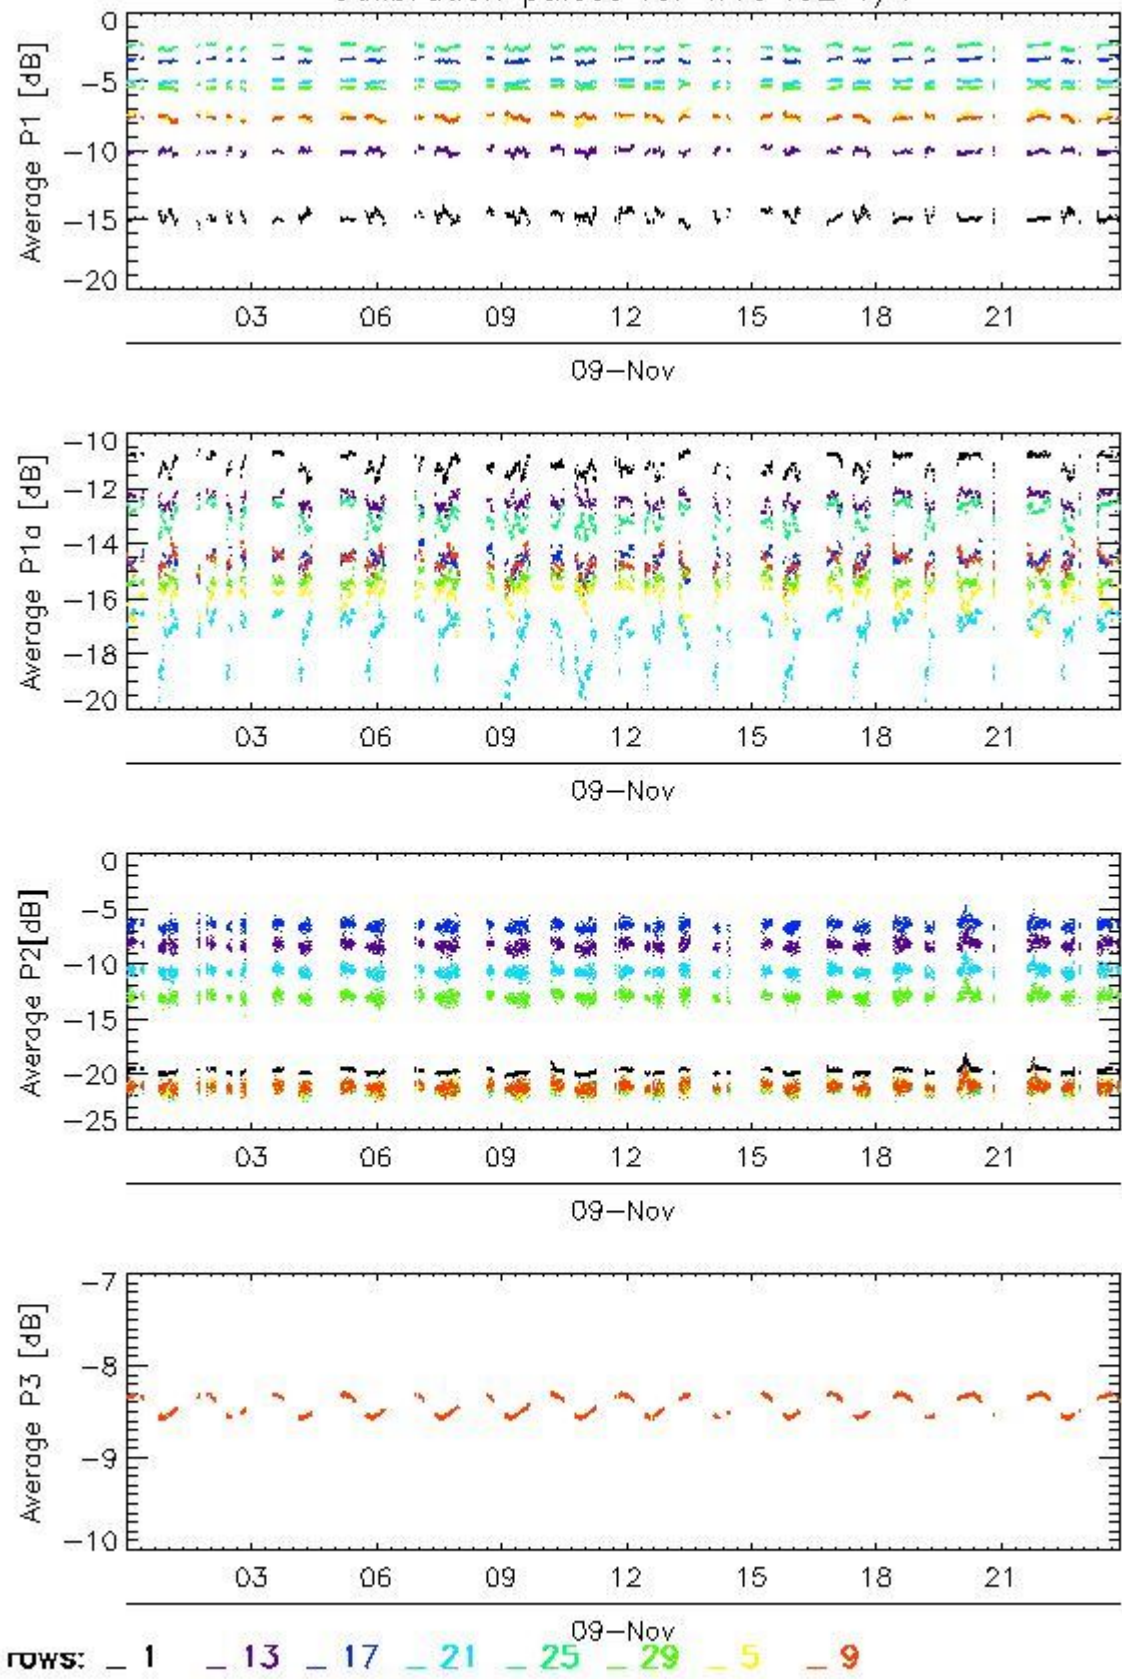 0
−5
−10
−15
−20
Average P1 [dB]
03 06 09 12 15 18 21
09−Nov
−10
−12
−14
−16
−18
−20
Average P1a [dB]
03 06 09 12 15 18 21
09−Nov
0
−5
−10
−15
−20
−25
Average P2[dB]
03 06 09 12 15 18 21
09−Nov
−7
−8
−9
−10
Average P3 [dB]
03 06 09 12 15 18 21
09−Nov
rows: _ 1 _ 13 _ 17 _ 21 _ 25 _ 29 _ 5 _ 9